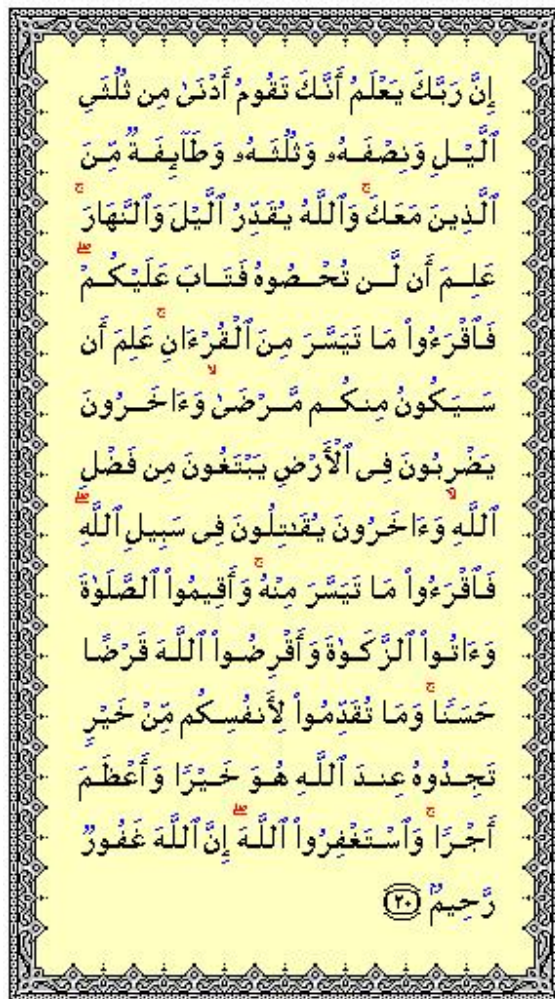 إِنَّ رَبَّكَ يَعْلَمُ أَنَّكَ تَقُومُ أَدْنَىٰ مِن ثُلُثَىِ
ٱلَّيْلِ وَنِصْفَهُۥ وَثُلُثَهُۥ وَطَآئِفَةٌ مِّنَ
ٱلَّذِينَ مَعَكَ ۚ وَٱللَّهُ يُقَدِّرُ ٱلَّيْلَ وَٱلنَّهَارَ ۚ
عَلِمَ أَن لَّن تُحْصُوهُ فَتَابَ عَلَيْكُمْ ۖ
فَٱقْرَءُوا۟ مَا تَيَسَّرَ مِنَ ٱلْقُرْءَانِ ۚ عَلِمَ أَن
سَيَكُونُ مِنكُم مَّرْضَىٰ ۙ وَءَاخَرُونَ
يَضْرِبُونَ فِى ٱلْأَرْضِ يَبْتَغُونَ مِن فَضْلِ
ٱللَّهِ ۙ وَءَاخَرُونَ يُقَـٰتِلُونَ فِى سَبِيلِ ٱللَّهِ ۖ
فَٱقْرَءُوا۟ مَا تَيَسَّرَ مِنْهُ ۚ وَأَقِيمُوا۟ ٱلصَّلَوٰةَ
وَءَاتُوا۟ ٱلزَّكَوٰةَ وَأَقْرِضُوا۟ ٱللَّهَ قَرْضًا
حَسَنًا ۚ وَمَا تُقَدِّمُوا۟ لِأَنفُسِكُم مِّنْ خَيْرٍ
تَجِدُوهُ عِندَ ٱللَّهِ هُوَ خَيْرًا وَأَعْظَمَ
أَجْرًا ۚ وَٱسْتَغْفِرُوا۟ ٱللَّهَ ۖ إِنَّ ٱللَّهَ غَفُورٌ
رَّحِيمٌ ٢٠